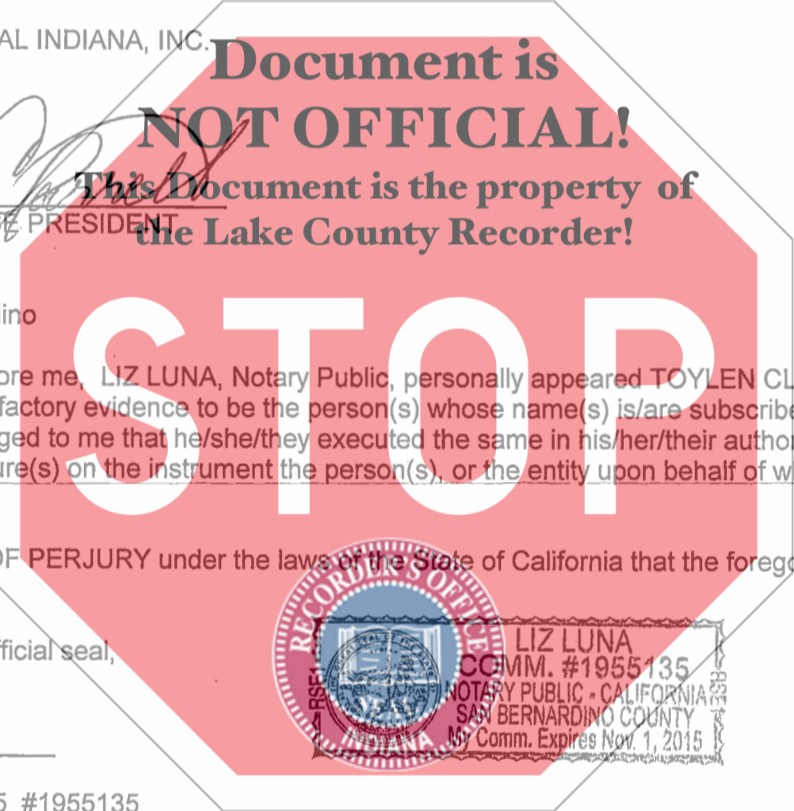 AL INDIANA, INC.
Document is
NOT OFFICIAL!
This Document is the property of
E PRESIDENT
the Lake County Recorder!
STOP
ino
ore me, LIZ LUNA, Notary Public, personally appeared TOYLEN CL
factory evidence to be the person(s) whose name(s) is/are subscribe
ged to me that he/she/they executed the same in his/her/their author
ure(s) on the instrument the person(s), or the entity upon behalf of w
OF PERJURY under the laws of the State of California that the forego
RECORDER'S OFFICE
SEAL
INDIANA
ficial seal,
LIZ LUNA
COMM. #1955135
NOTARY PUBLIC - CALIFORNIA
SAN BERNARDINO COUNTY
My Comm. Expires Nov. 1, 2015
RSE1
5 #1955135